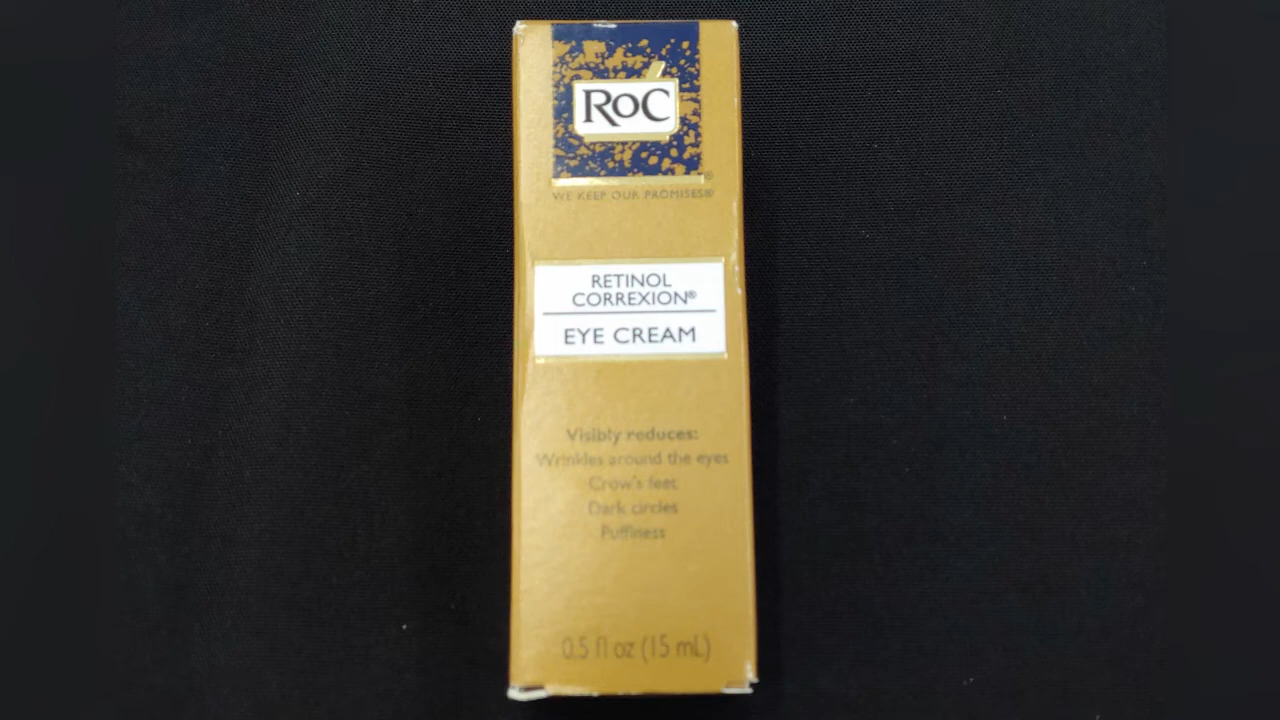 RoC
®
WE KEEP OUR PROMISES®
RETINOL
CORREXION®
EYE CREAM
Visibly reduces:
Wrinkles around the eyes
Crow's feet
Dark circles
Puffiness
0.5 fl oz (15 mL)